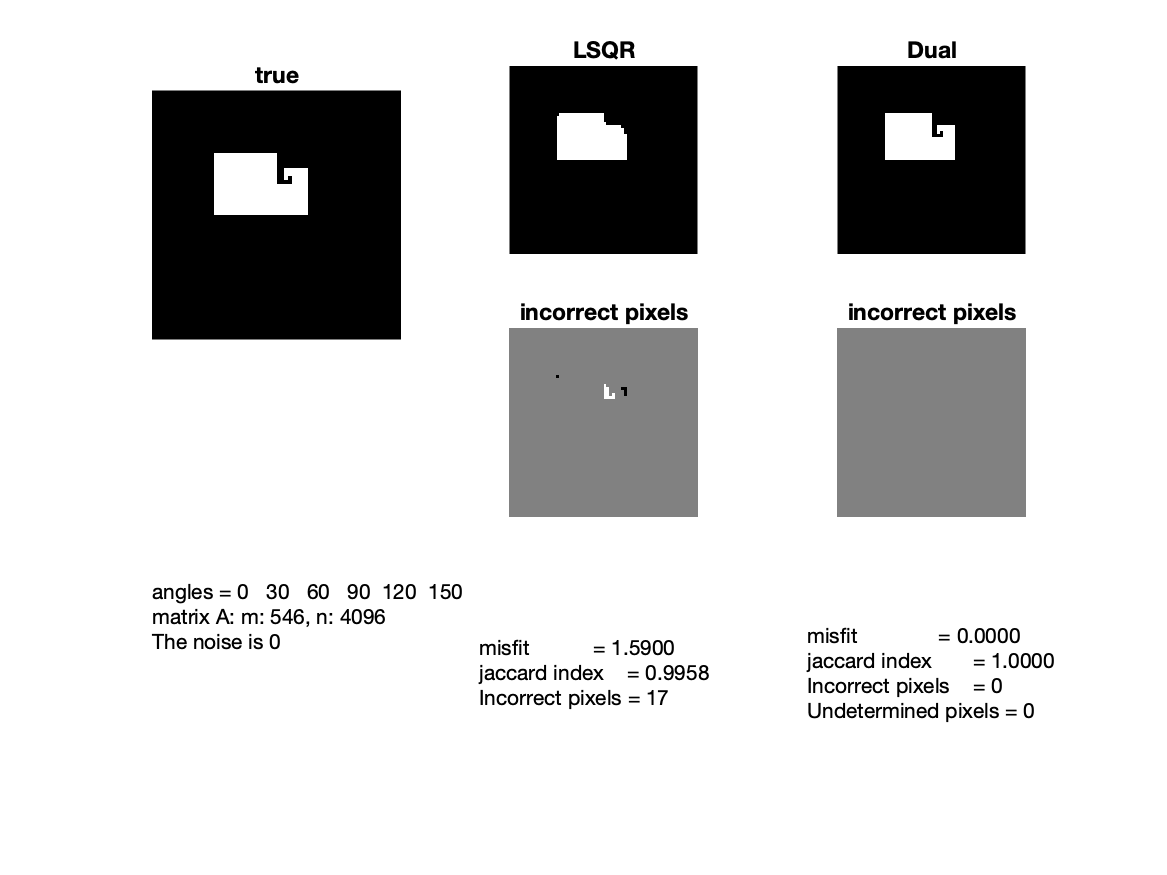 true
LSQR
Dual
incorrect pixels
incorrect pixels
angles = 0 30 60 90 120 150
matrix A: m: 546, n: 4096
The noise is 0
misfit = 1.5900
jaccard index = 0.9958
Incorrect pixels = 17
misfit = 0.0000
jaccard index = 1.0000
Incorrect pixels = 0
Undetermined pixels = 0